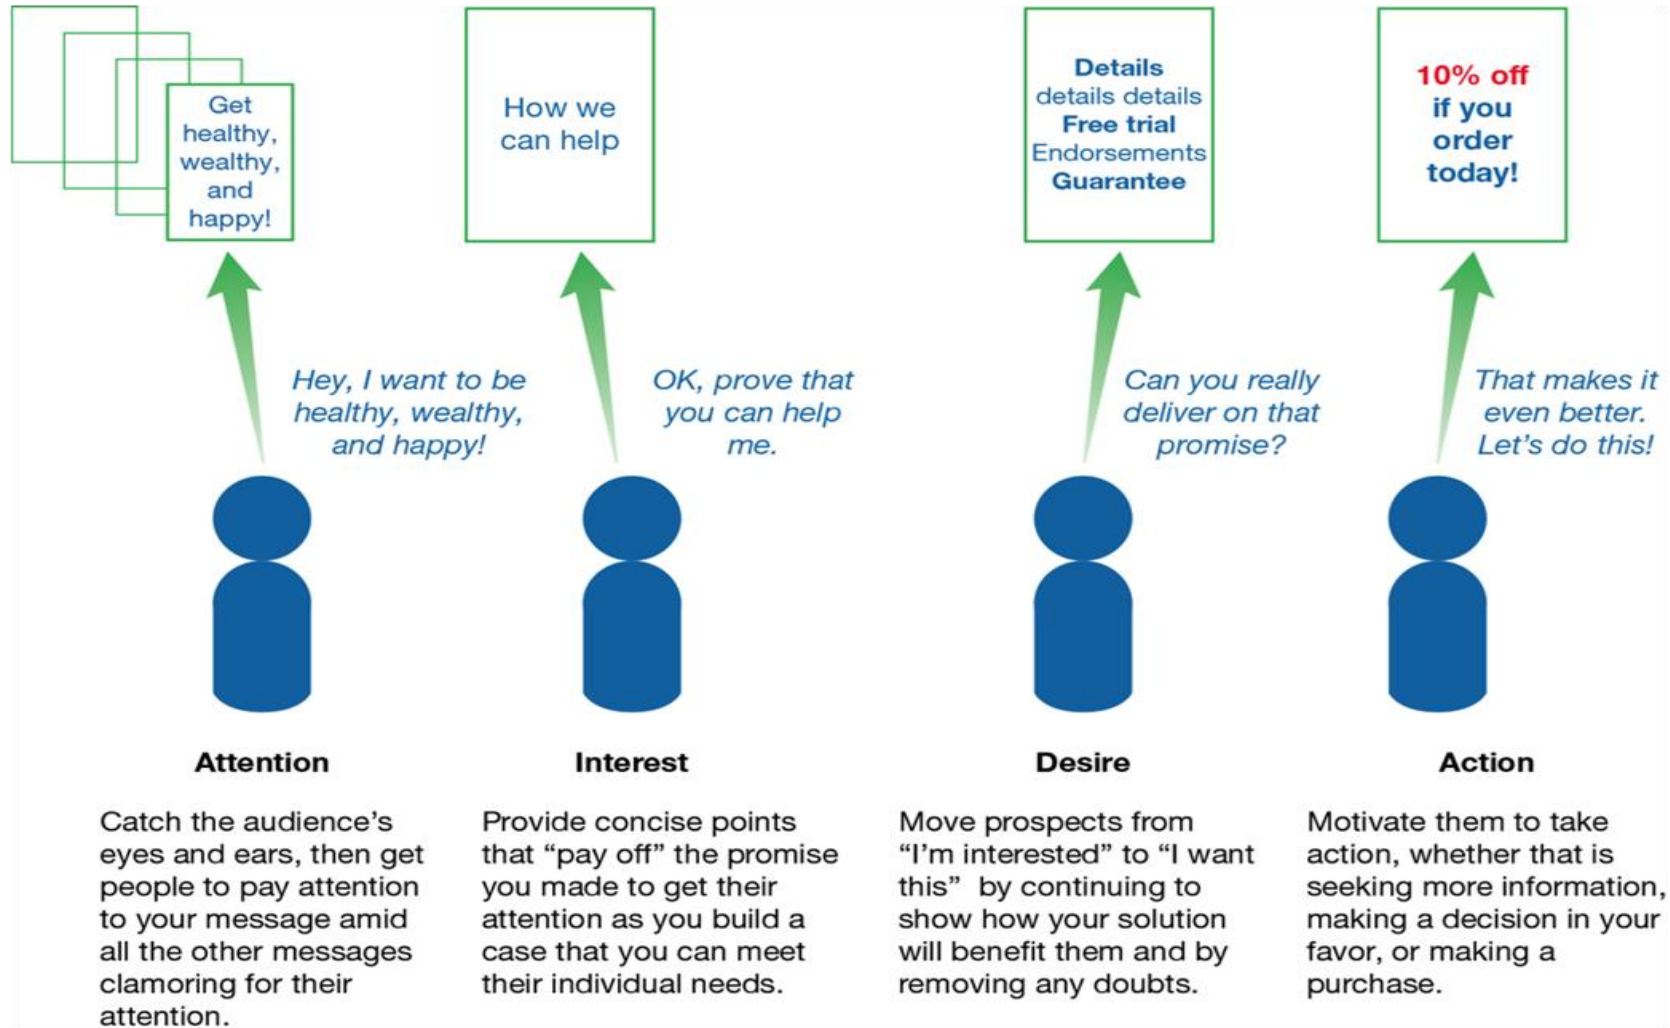 Get
healthy,
wealthy,
and
happy!
How we
can help
Details
details details
Free trial
Endorsements
Guarantee
10% off
if you
order
today!
Hey, I want to be
healthy, wealthy,
and happy!
OK, prove that
you can help
me.
Can you really
deliver on that
promise?
That makes it
even better.
Let's do this!
Attention
Catch the audience's
eyes and ears, then get
people to pay attention
to your message amid
all the other messages
clamoring for their
attention.
Interest
Provide concise points
that “pay off” the promise
you made to get their
attention as you build a
case that you can meet
their individual needs.
Desire
Move prospects from
“I'm interested” to “I want
this”  by continuing to
show how your solution
will benefit them and by
removing any doubts.
Action
Motivate them to take
action, whether that is
seeking more information,
making a decision in your
favor, or making a
purchase.